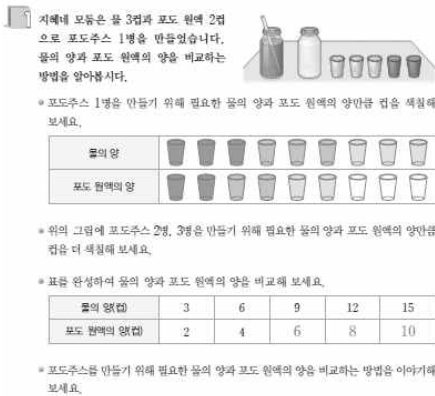 1 지혜네 모둠은 물 3컵과 포도 원액 2컵
으로 포도주스 1병을 만들었습니다.
물의 양과 포도 원액의 양을 비교하는
방법을 알아봅시다.
포도주스 1병을 만들기 위해 필요한 물의 양과 포도 원액의 양만큼 컵을 색칠해
보세요.
물의 양
포도 원액의 양
위의 그림에 포도주스 2병, 3병을 만들기 위해 필요한 물의 양과 포도 원액의 양만큼
컵을 더 색칠해 보세요.
표를 완성하여 물의 양과 포도 원액의 양을 비교해 보세요.
물의 양(컵) 3 6 9 12 15
포도 원액의 양(컵) 2 4 6 8 10
포도주스를 만들기 위해 필요한 물의 양과 포도 원액의 양을 비교하는 방법을 이야기해
보세요.